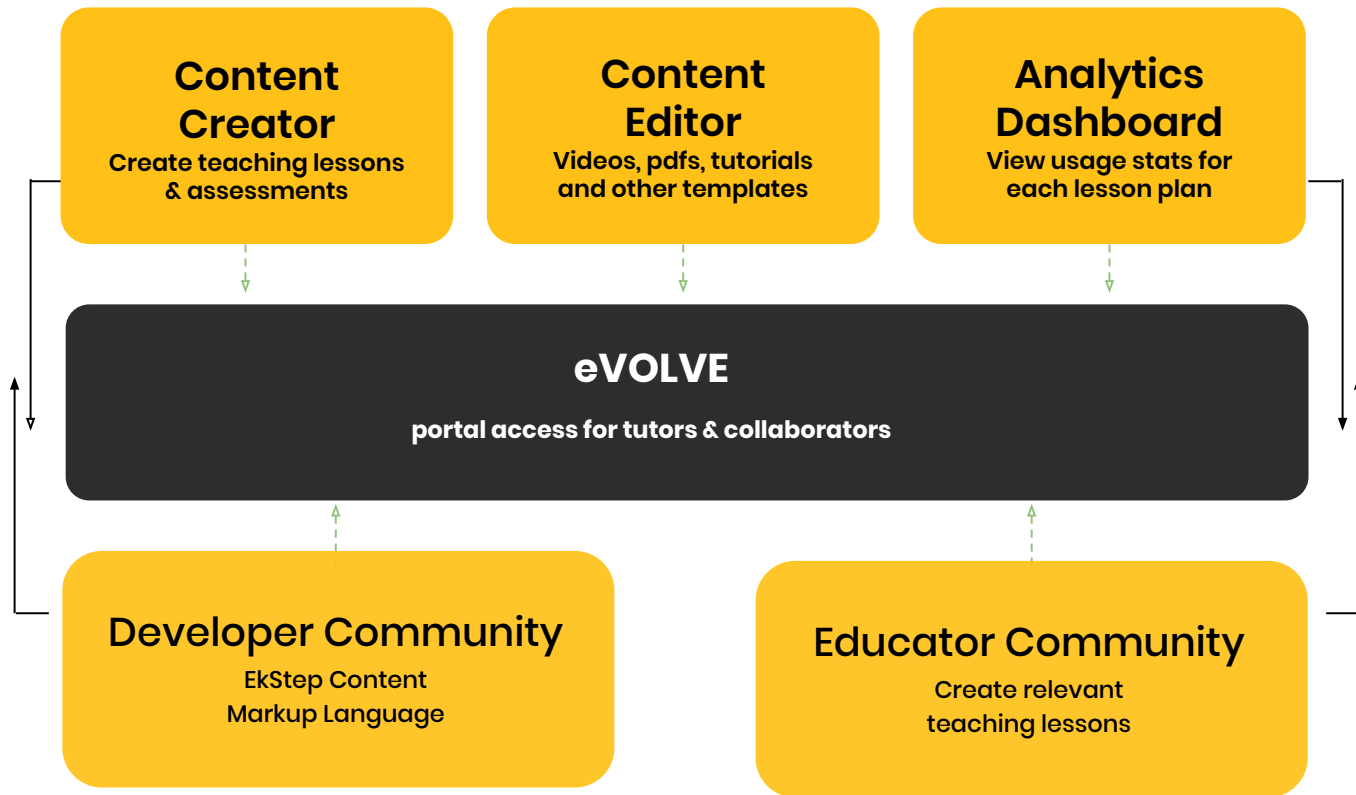 Content
Creator
Create teaching lessons
& assessments
Content
Editor
Videos, pdfs, tutorials
and other templates
Analytics
Dashboard
View usage stats for
each lesson plan
eVOLVE
portal access for tutors & collaborators
Developer Community
EkStep Content
Markup Language
Educator Community
Create relevant
teaching lessons